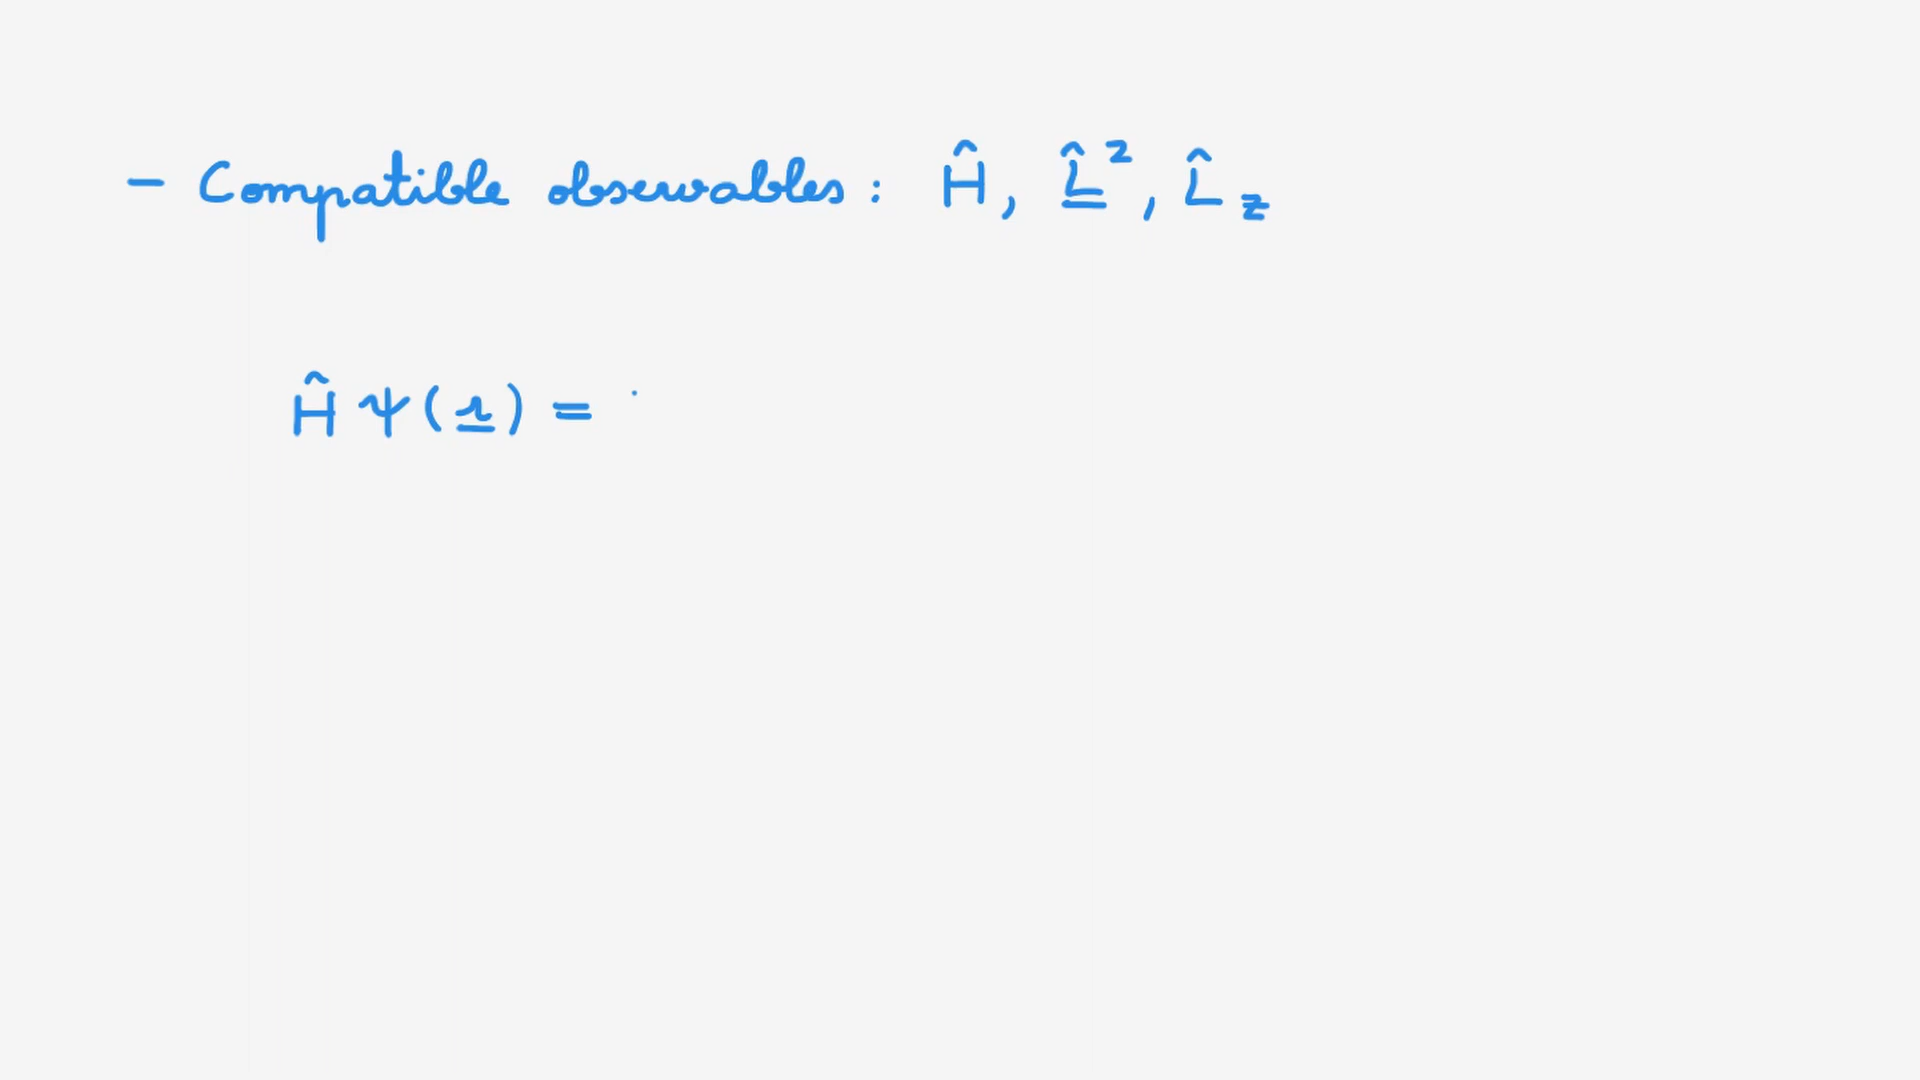 - Compatible observables: Ĥ, L̲̂², L̂z
Ĥ ψ(r̲) =